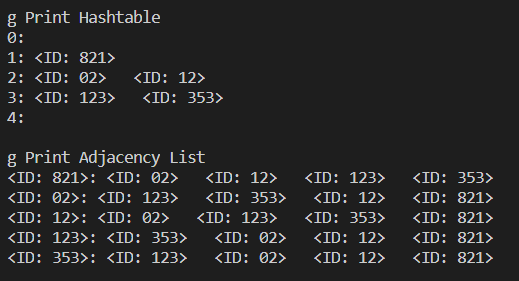 g Print Hashtable
0:
1: <ID: 821>
2: <ID: 02>   <ID: 12>
3: <ID: 123>   <ID: 353>
4:

g Print Adjacency List
<ID: 821>: <ID: 02>   <ID: 12>   <ID: 123>   <ID: 353>
<ID: 02>: <ID: 123>   <ID: 353>   <ID: 12>   <ID: 821>
<ID: 12>: <ID: 02>   <ID: 123>   <ID: 353>   <ID: 821>
<ID: 123>: <ID: 353>   <ID: 02>   <ID: 12>   <ID: 821>
<ID: 353>: <ID: 123>   <ID: 02>   <ID: 12>   <ID: 821>